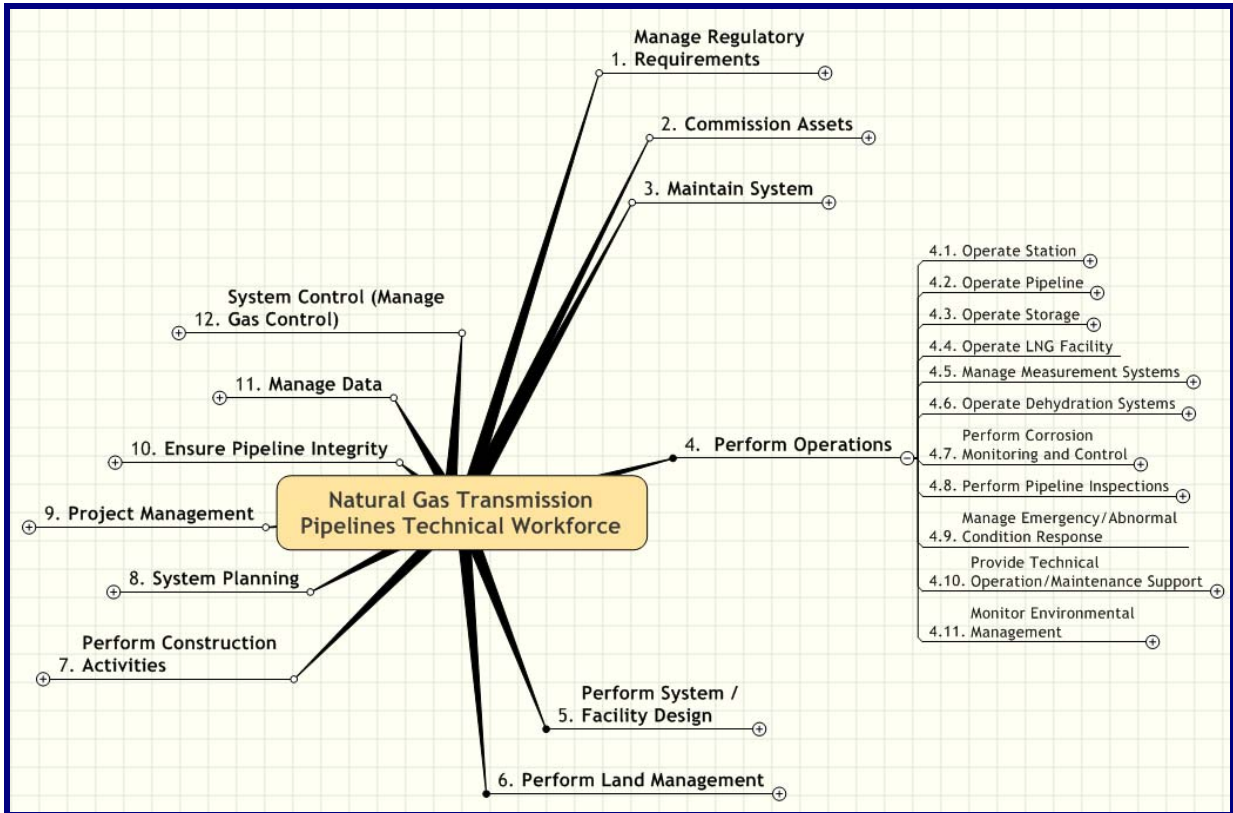 Manage Regulatory
1. Requirements
2. Commission Assets
3. Maintain System
4. Perform Operations
4.1. Operate Station
4.2. Operate Pipeline
4.3. Operate Storage
4.4. Operate LNG Facility
4.5. Manage Measurement Systems
4.6. Operate Dehydration Systems
Perform Corrosion
4.7. Monitoring and Control
4.8. Perform Pipeline Inspections
Manage Emergency/Abnormal
4.9. Condition Response
Provide Technical
4.10. Operation/Maintenance Support
Monitor Environmental
4.11. Management
Perform System /
5. Facility Design
6. Perform Land Management
Perform Construction
7. Activities
8. System Planning
9. Project Management
10. Ensure Pipeline Integrity
11. Manage Data
System Control (Manage
12. Gas Control)
Natural Gas Transmission
Pipelines Technical Workforce